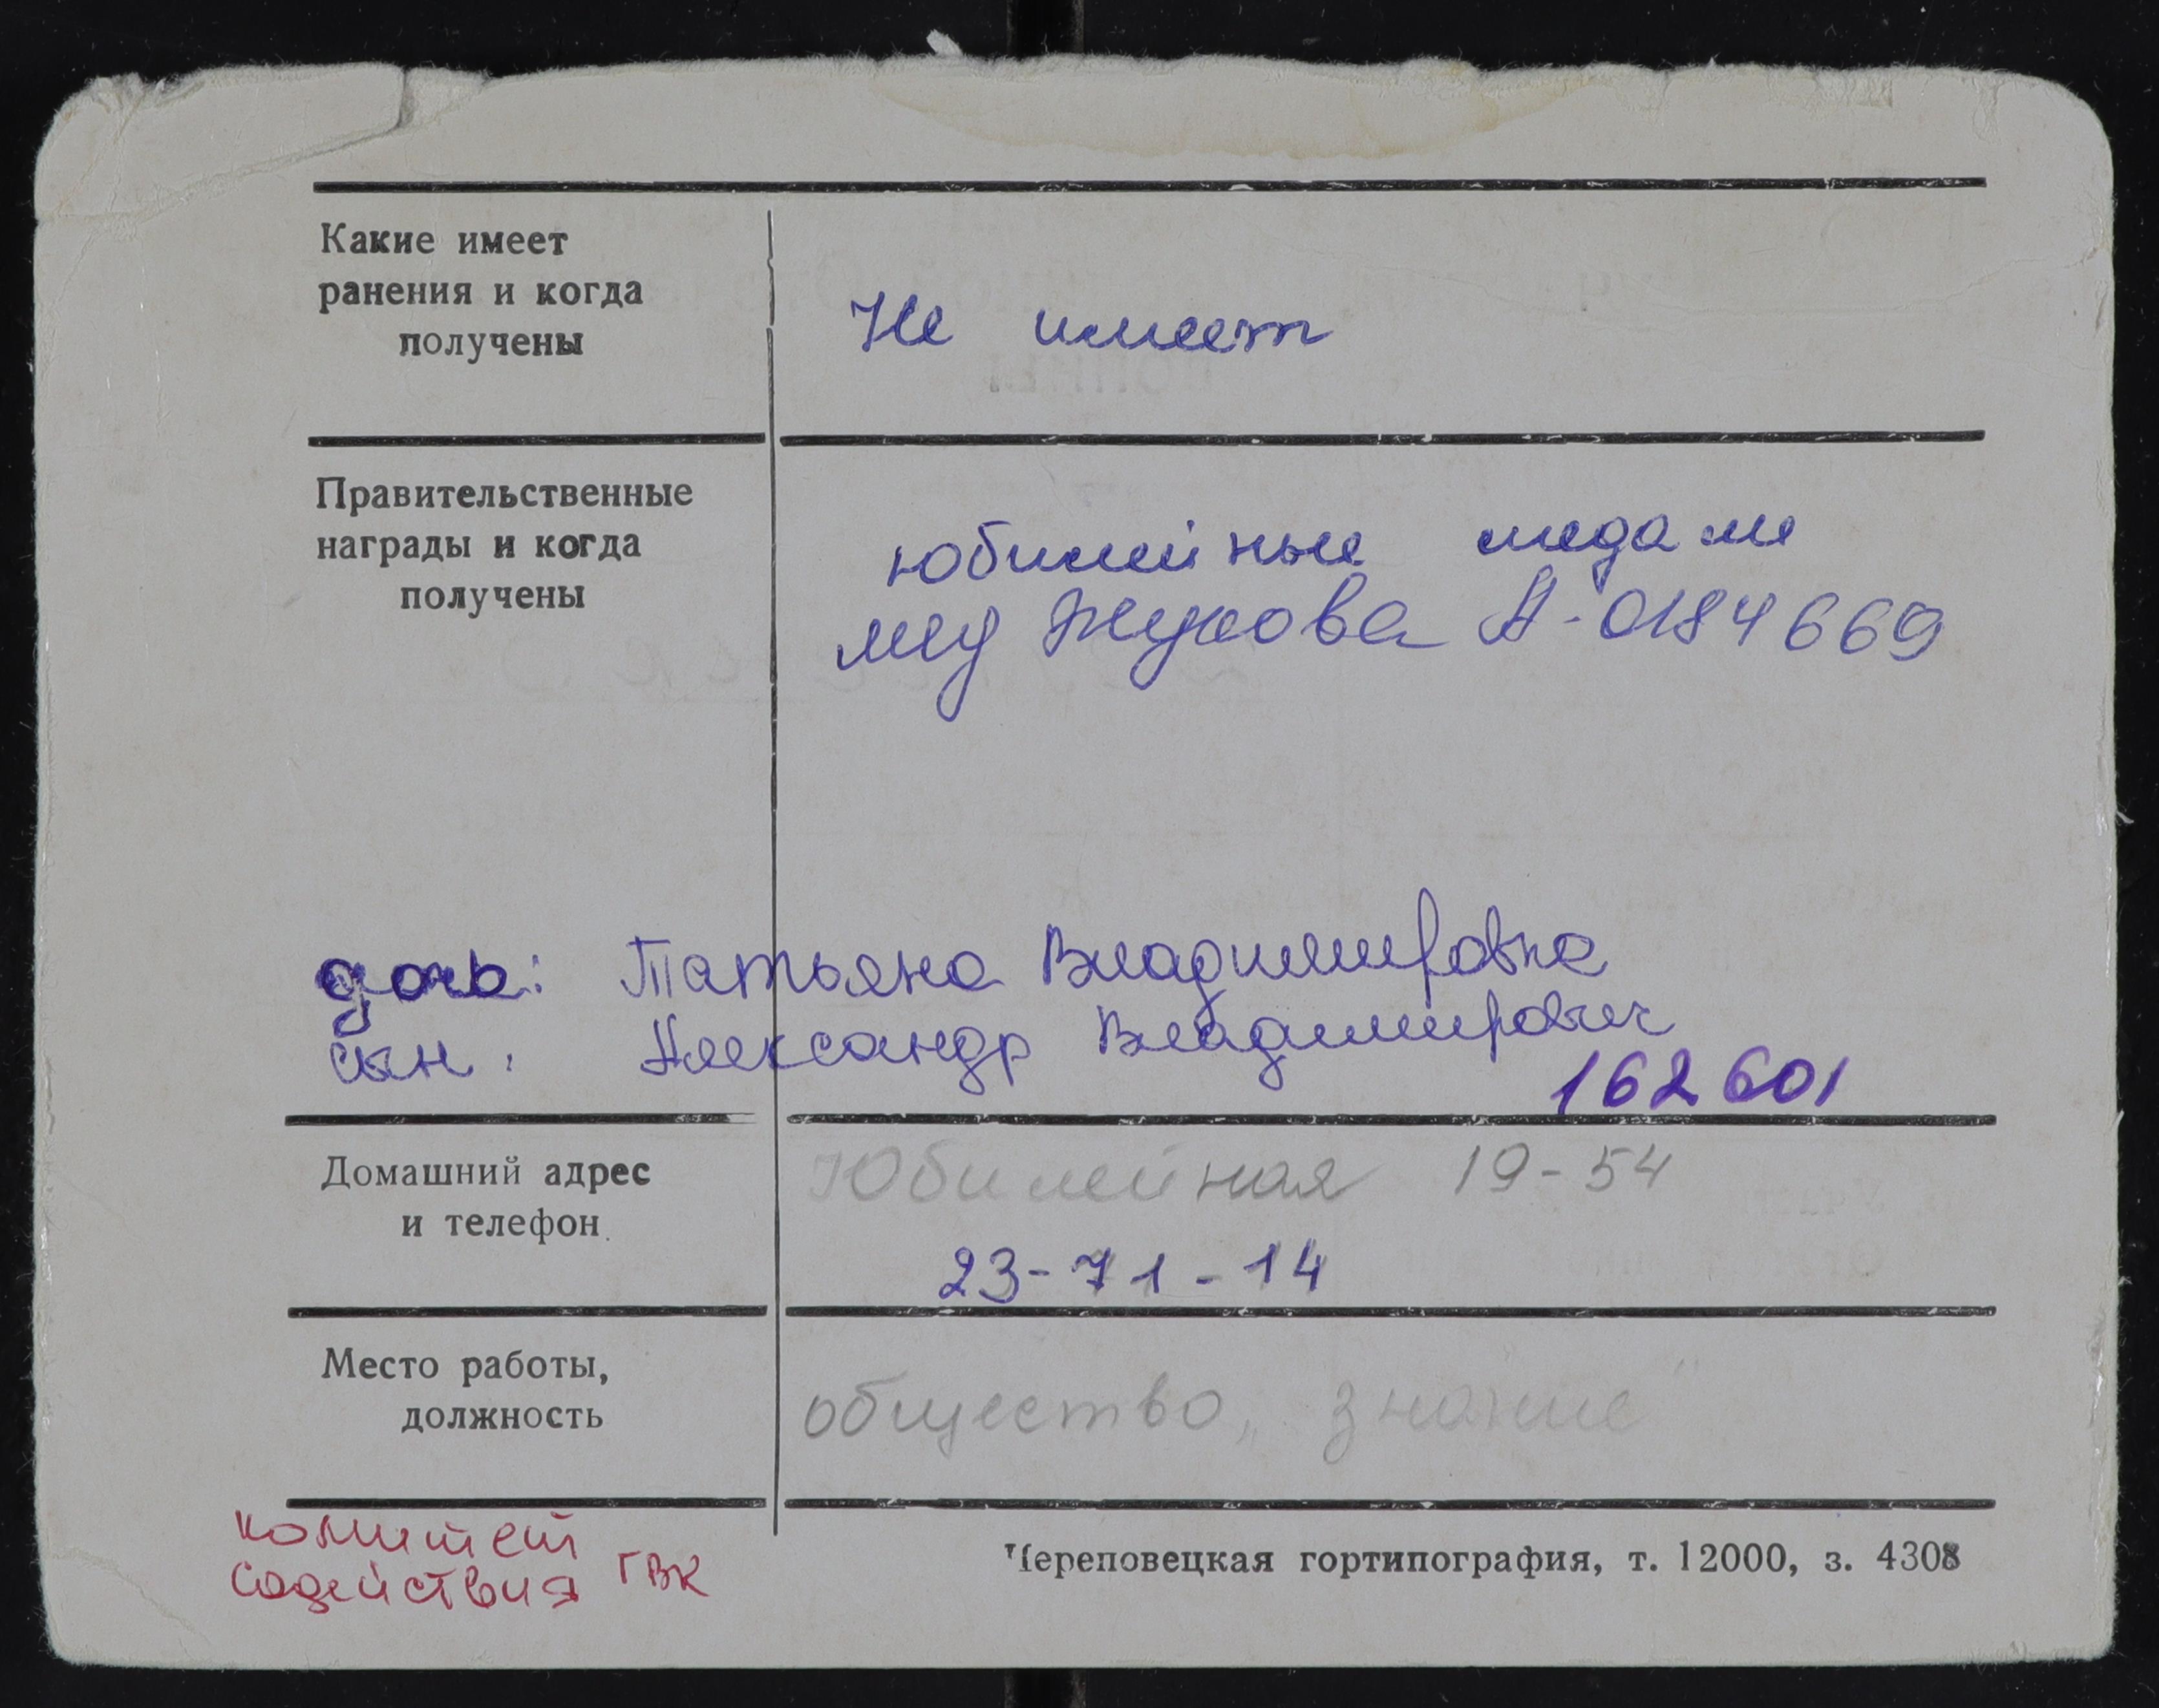 Какие имеет
ранения и когда
получены
Не имеет
Правительственные
награды и когда
получены
юбилейные медали
мед Жукова А-0184669
дочь: Татьяна Владимировна
сын: Александр Владимирович
162601
Домашний адрес
и телефон
Юбилейная 19-54
23-71-14
Место работы,
должность
общество „знание"
комитет
содействия ГВК
Череповецкая гортипография, т. 12000, з. 4308